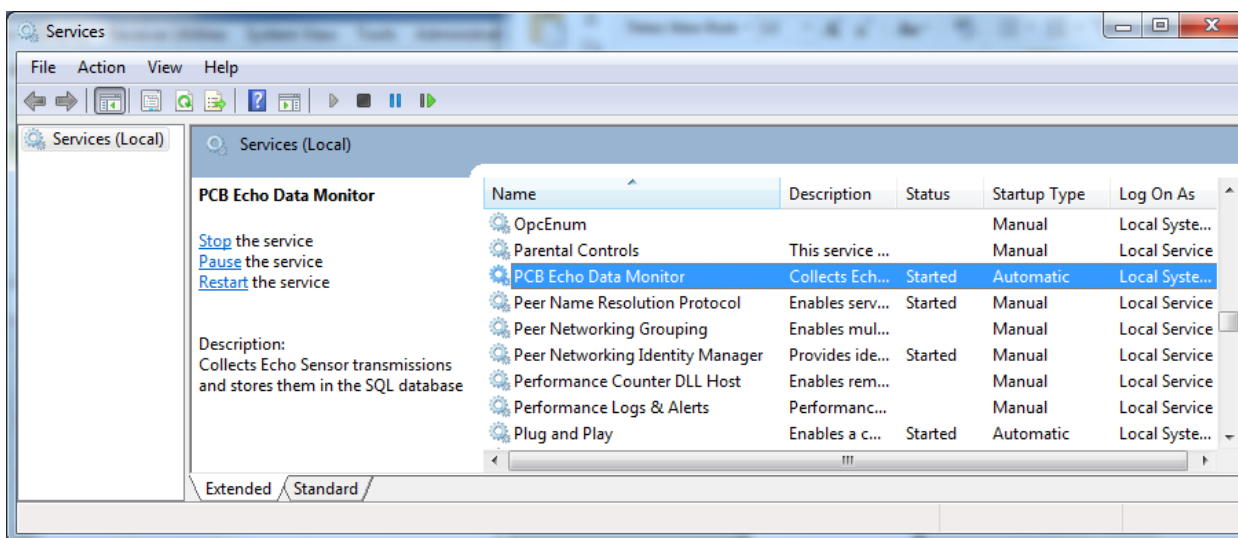 Services
File Action View Help
Services (Local)
Services (Local)
PCB Echo Data Monitor
Stop the service
Pause the service
Restart the service
Description:
Collects Echo Sensor transmissions
and stores them in the SQL database
Name Description Status Startup Type Log On As
OpcEnum Manual Local Syste...
Parental Controls This service ... Manual Local Service
PCB Echo Data Monitor Collects Ech... Started Automatic Local Syste...
Peer Name Resolution Protocol Enables serv... Started Manual Local Service
Peer Networking Grouping Enables mul... Manual Local Service
Peer Networking Identity Manager Provides ide... Started Manual Local Service
Performance Counter DLL Host Enables rem... Manual Local Service
Performance Logs & Alerts Performanc... Manual Local Service
Plug and Play Enables a c... Started Automatic Local Syste...
Extended Standard